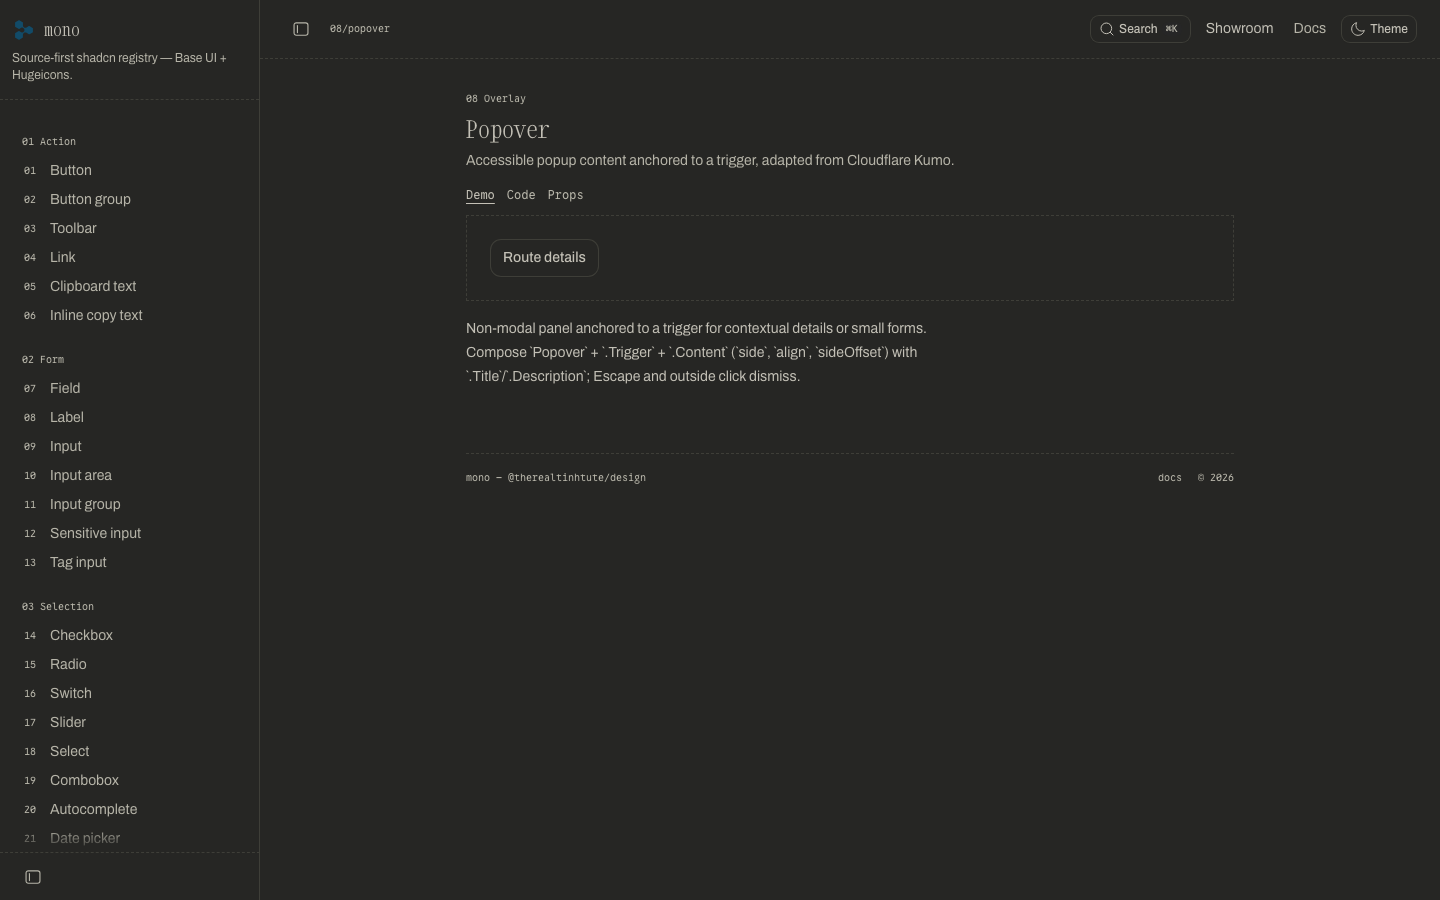 mono
Source-first shadcn registry — Base UI +
Hugeicons.
01 Action
01 Button
02 Button group
03 Toolbar
04 Link
05 Clipboard text
06 Inline copy text
02 Form
07 Field
08 Label
09 Input
10 Input area
11 Input group
12 Sensitive input
13 Tag input
03 Selection
14 Checkbox
15 Radio
16 Switch
17 Slider
18 Select
19 Combobox
20 Autocomplete
21 Date picker
08/popover
Search ⌘K
Showroom
Docs
Theme
08 Overlay
Popover
Accessible popup content anchored to a trigger, adapted from Cloudflare Kumo.
Demo Code Props
Route details
Non-modal panel anchored to a trigger for contextual details or small forms.
Compose `Popover` + `.Trigger` + `.Content` (`side`, `align`, `sideOffset`) with
`.Title`/`.Description`; Escape and outside click dismiss.
mono — @therealtinhtute/design
docs © 2026